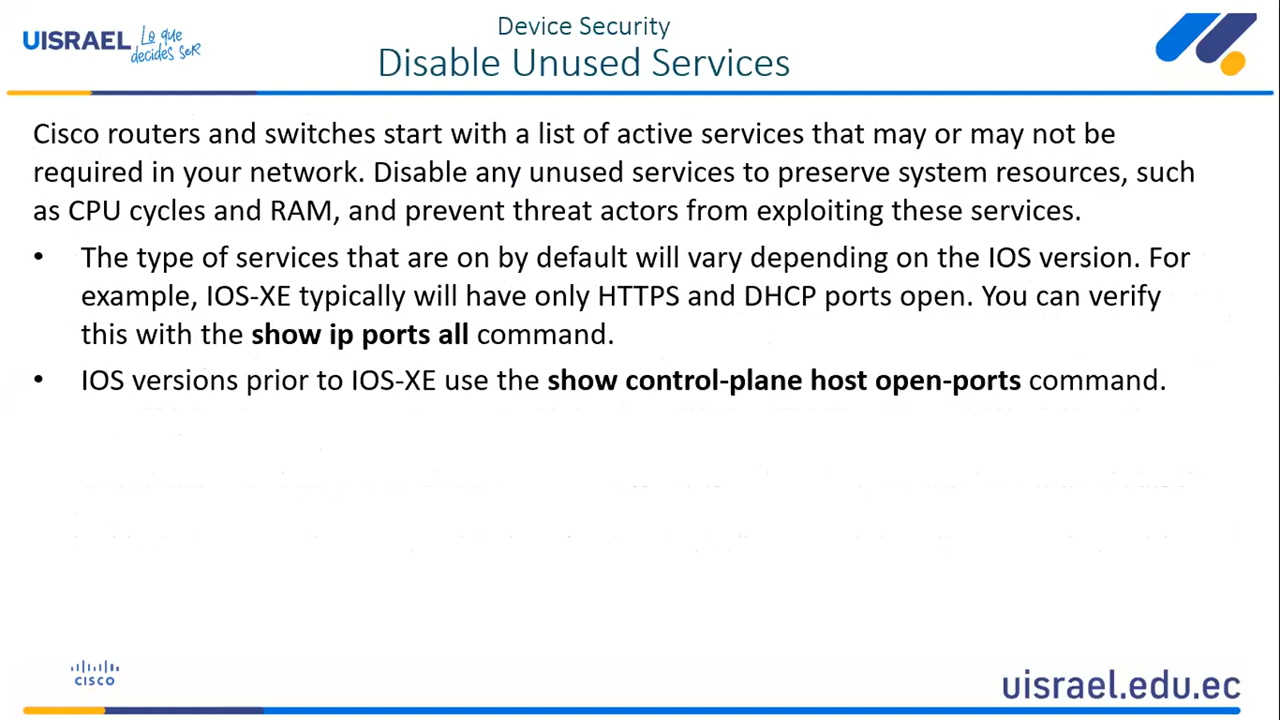 Device Security
UISRAEL Lo que
decides seR
Disable Unused Services
Cisco routers and switches start with a list of active services that may or may not be
required in your network. Disable any unused services to preserve system resources, such
as CPU cycles and RAM, and prevent threat actors from exploiting these services.
• The type of services that are on by default will vary depending on the IOS version. For
example, IOS-XE typically will have only HTTPS and DHCP ports open. You can verify
this with the show ip ports all command.
• IOS versions prior to IOS-XE use the show control-plane host open-ports command.
CISCO
uisrael.edu.ec